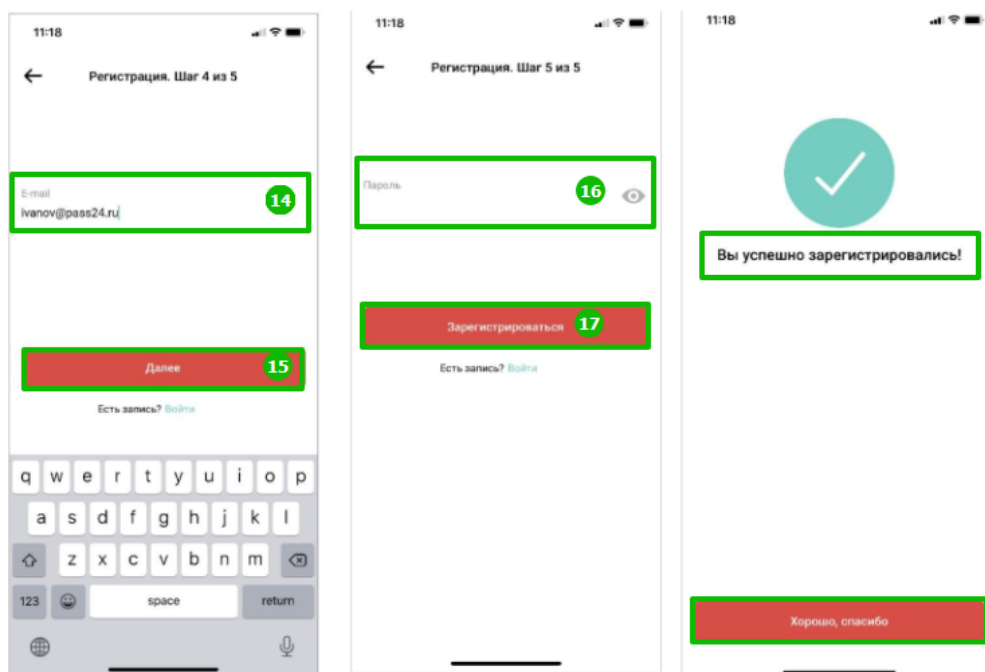 11:18
Регистрация. Шаг 4 из 5
E-mail
ivanov@pass24.ru
14
Далее
15
Есть запись? Войти
q w e r t y u i o p
a s d f g h j k l
z x c v b n m
123 space return
11:18
Регистрация. Шаг 5 из 5
Пароль
16
Зарегистрироваться
17
Есть запись? Войти
11:18
Вы успешно зарегистрировались!
Хорошо, спасибо